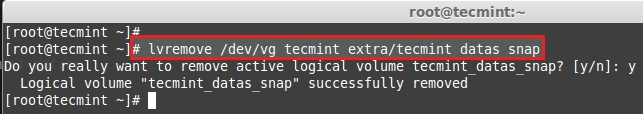 root@tecmint:~
[root@tecmint ~]#
[root@tecmint ~]# lvremove /dev/vg_tecmint_extra/tecmint_datas_snap
Do you really want to remove active logical volume tecmint_datas_snap? [y/n]: y
  Logical volume "tecmint_datas_snap" successfully removed
[root@tecmint ~]#